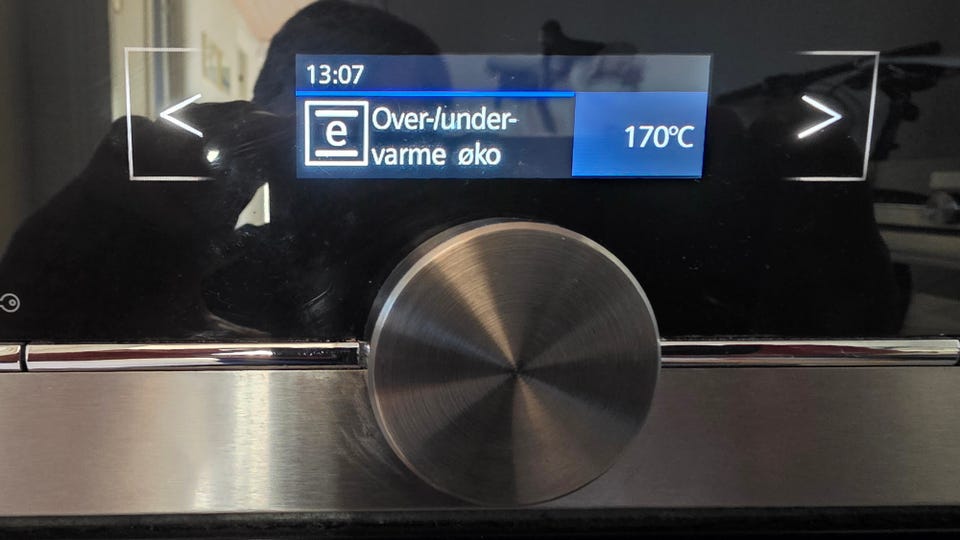 13:07
e
Over-/under-
varme øko
170°C